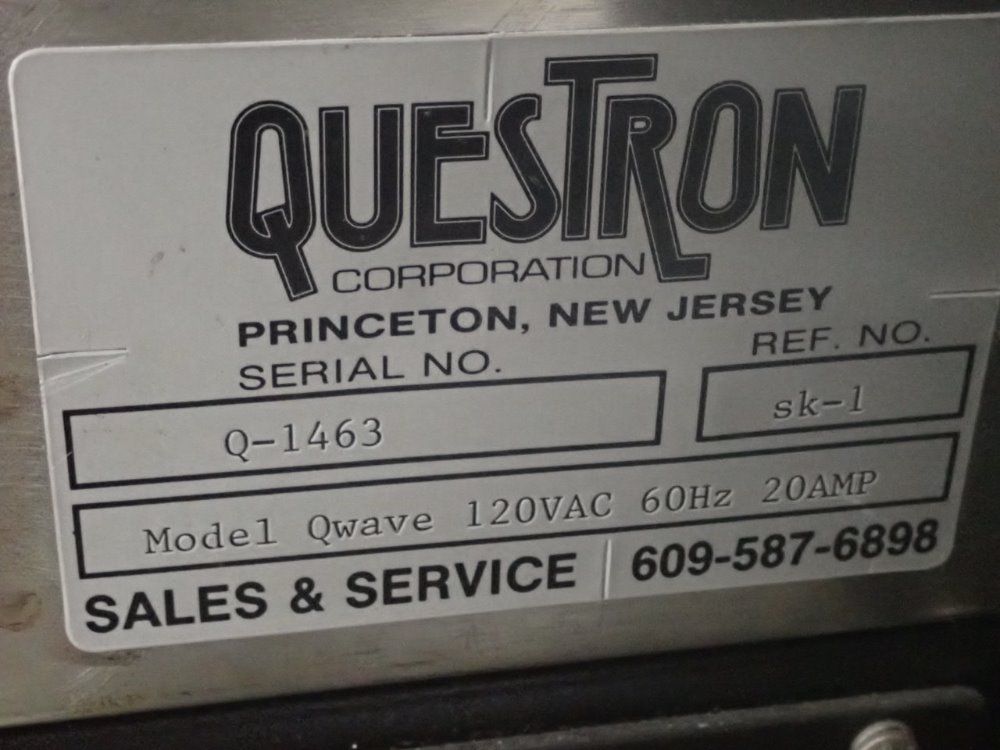 QUESTRON
CORPORATION
PRINCETON, NEW JERSEY
SERIAL NO. REF. NO.
Q-1463 sk-1
Model Qwave 120VAC 60Hz 20AMP
SALES & SERVICE 609-587-6898